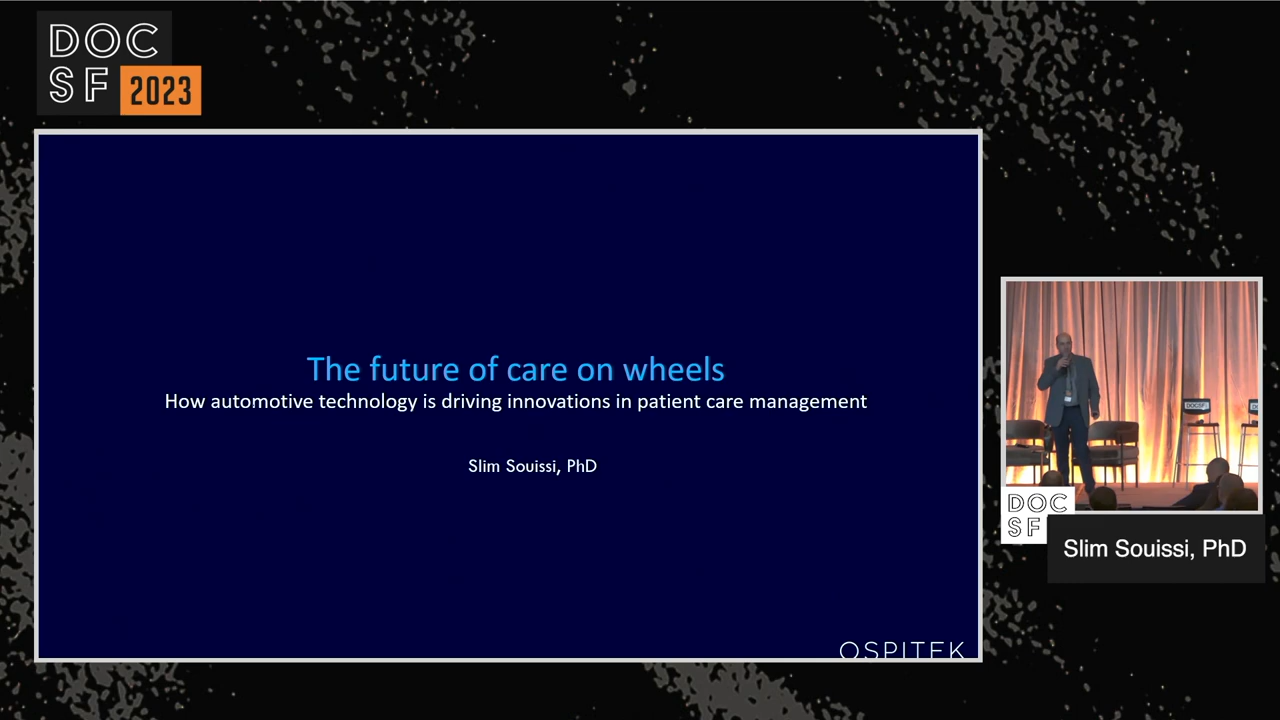 DOC
SF 2023
The future of care on wheels
How automotive technology is driving innovations in patient care management
Slim Souissi, PhD
OSPITEK
DOCSF
DOC
SF
Slim Souissi, PhD